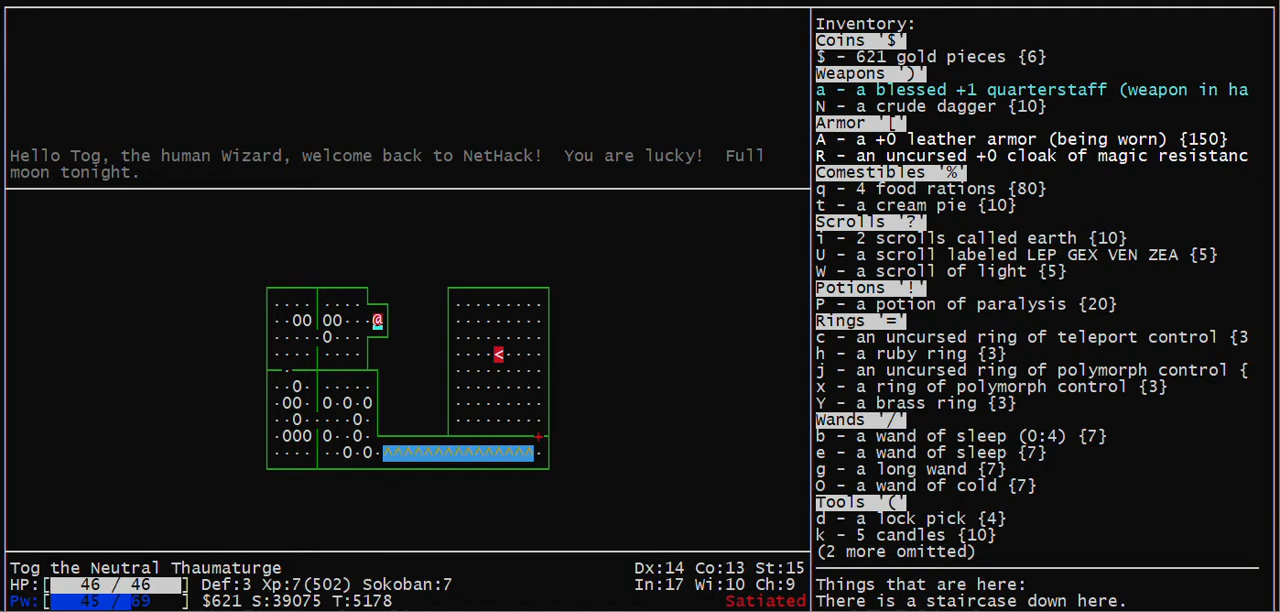 Hello Tog, the human Wizard, welcome back to NetHack!  You are lucky!  Full
moon tonight.
----  ----
--OO OO---@
----O----
----  ----
--O-  -----
-OO-  O-O-O
--O-  ---O-
-OOO  O--O-
----  --O-O-^^^^^^^^^^^^^^^-
---------
---------
---------
----<----
---------
---------
---------
---------
+
Tog the Neutral Thaumaturge
Dx:14 Co:13 St:15
HP:[ 46 / 46 ] Def:3 Xp:7(502) Sokoban:7
In:17 Wi:10 Ch:9
Pw:[ 45 / 69 ] $621 S:39075 T:5178
Satiated
Inventory:
Coins '$'
$ - 621 gold pieces {6}
Weapons ')'
a - a blessed +1 quarterstaff (weapon in ha
N - a crude dagger {10}
Armor '['
A - a +0 leather armor (being worn) {150}
R - an uncursed +0 cloak of magic resistanc
Comestibles '%'
q - 4 food rations {80}
t - a cream pie {10}
Scrolls '?'
i - 2 scrolls called earth {10}
U - a scroll labeled LEP GEX VEN ZEA {5}
W - a scroll of light {5}
Potions '!'
P - a potion of paralysis {20}
Rings '='
c - an uncursed ring of teleport control {3
h - a ruby ring {3}
j - an uncursed ring of polymorph control {
x - a ring of polymorph control {3}
Y - a brass ring {3}
Wands '/'
b - a wand of sleep (0:4) {7}
e - a wand of sleep {7}
g - a long wand {7}
O - a wand of cold {7}
Tools '('
d - a lock pick {4}
k - 5 candles {10}
(2 more omitted)
Things that are here:
There is a staircase down here.